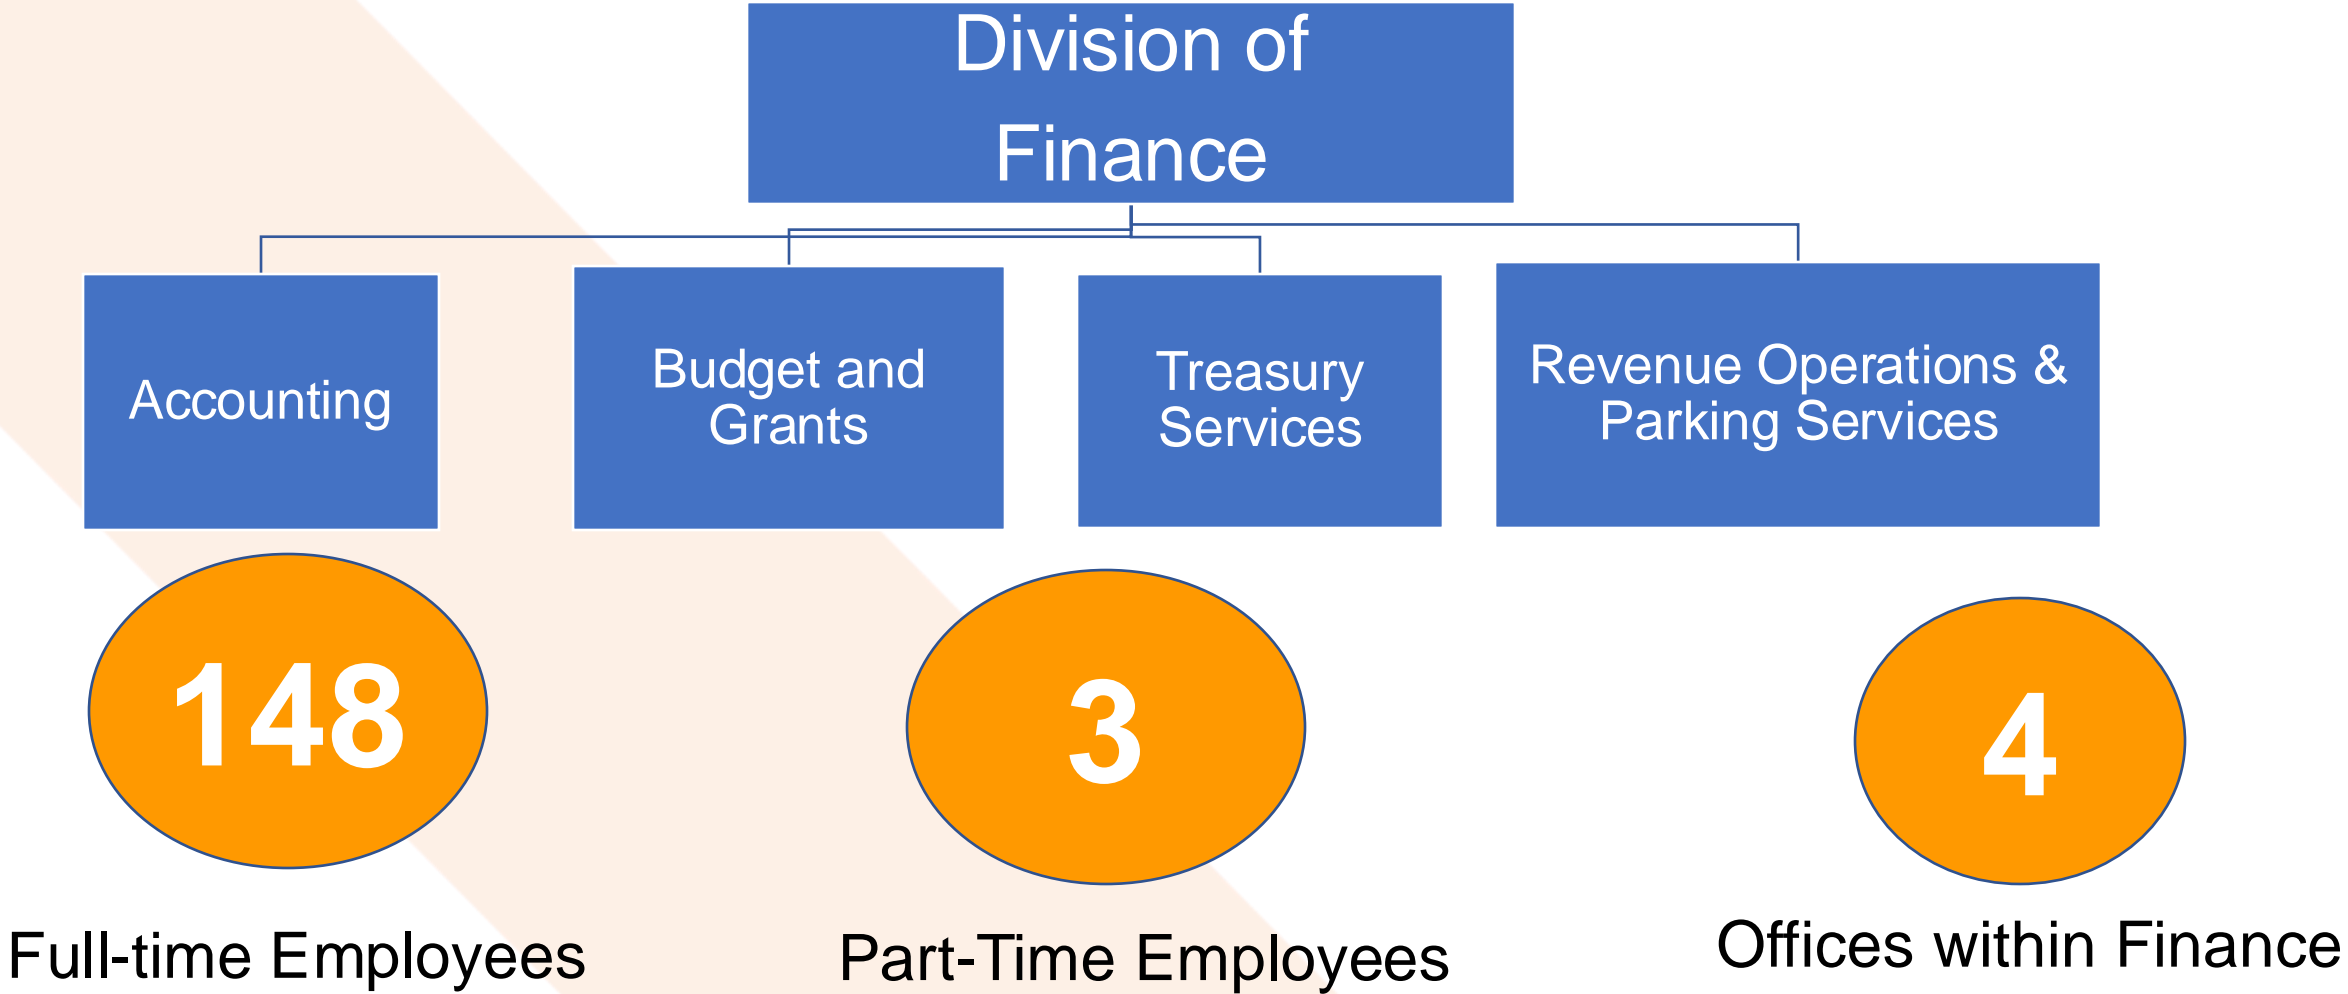 Division of
Finance
Accounting
Budget and
Grants
Treasury
Services
Revenue Operations &
Parking Services
148
3
4
Full-time Employees
Part-Time Employees
Offices within Finance